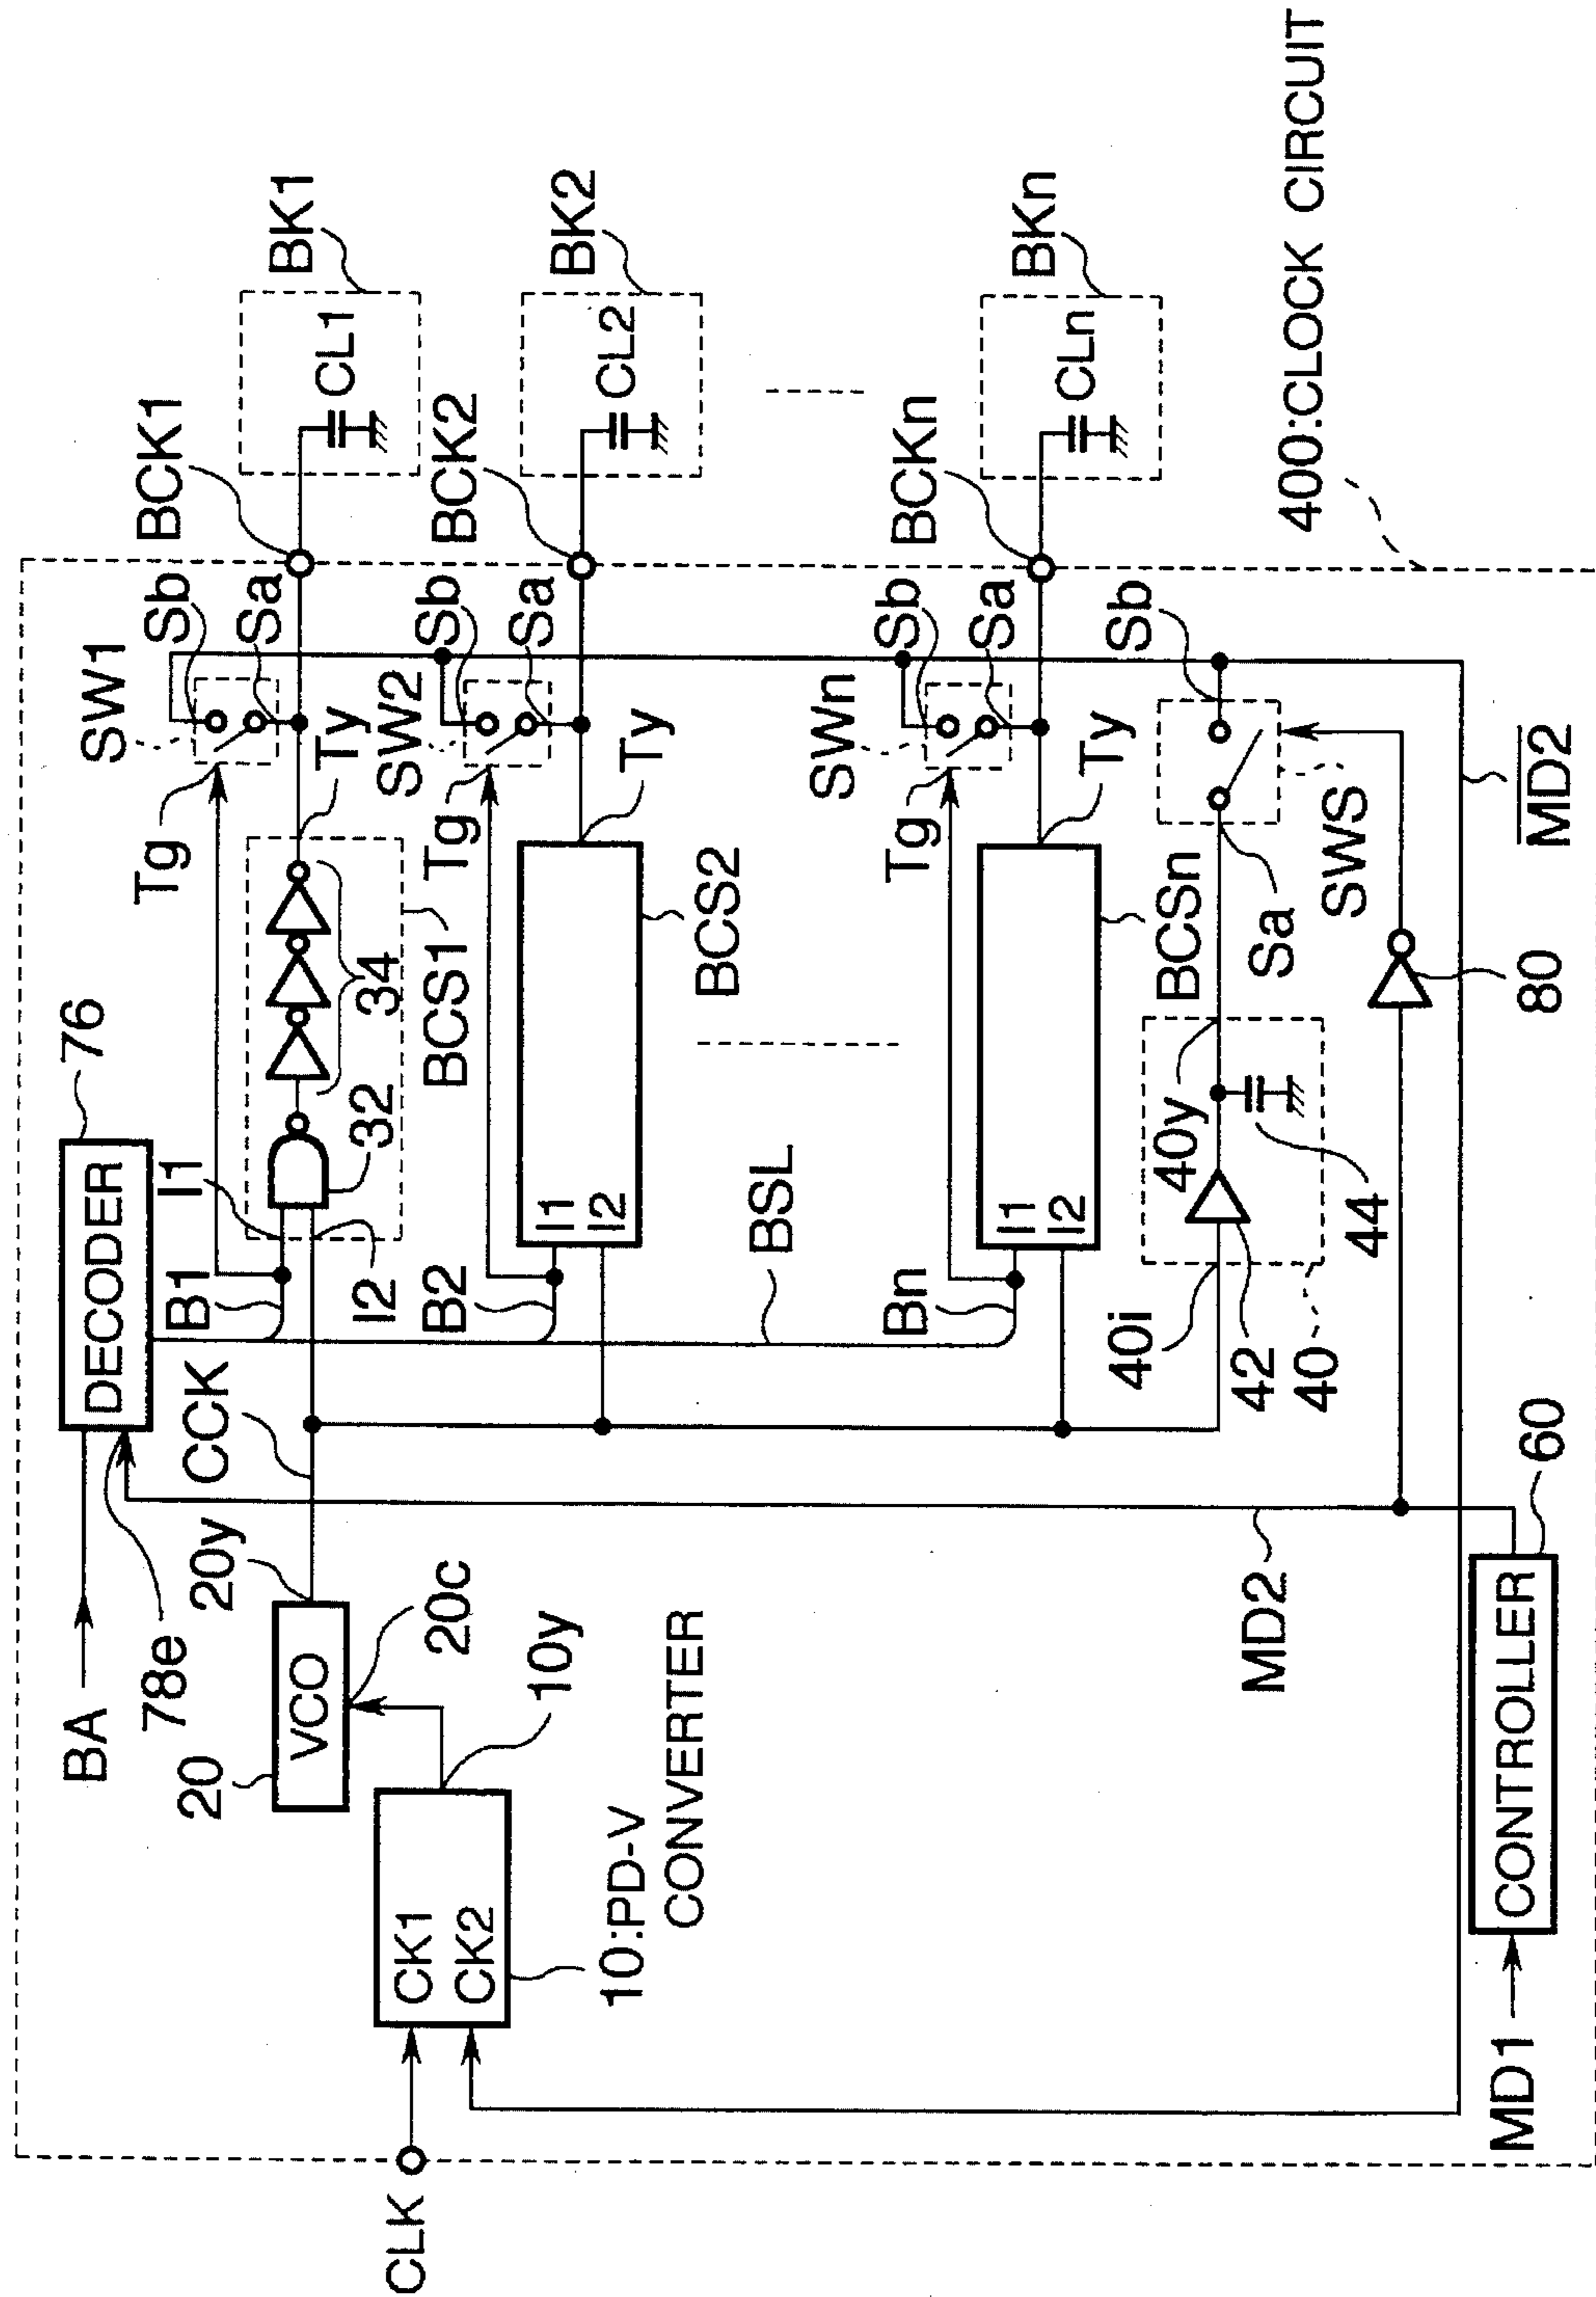 400:CLOCK CIRCUIT
BA
78e
DECODER
76
CLK
CK1
CK2
10:PD-V
CONVERTER
10y
20
VCO
20c
20y
CCK
B1
I1
I2
32
34
BCS1
Ty
Tg
SW1
Sb
Sa
BCK1
BK1
CL1
B2
I1
I2
BCS2
Ty
Tg
SW2
Sb
Sa
BCK2
BK2
CL2
BSL
Bn
I1
I2
BCSn
Ty
Tg
SWn
Sb
Sa
BCKn
BKn
CLn
40i
40
42
40y
44
Sa
SWS
Sb
80
MD2
MD2
MD1
CONTROLLER
60